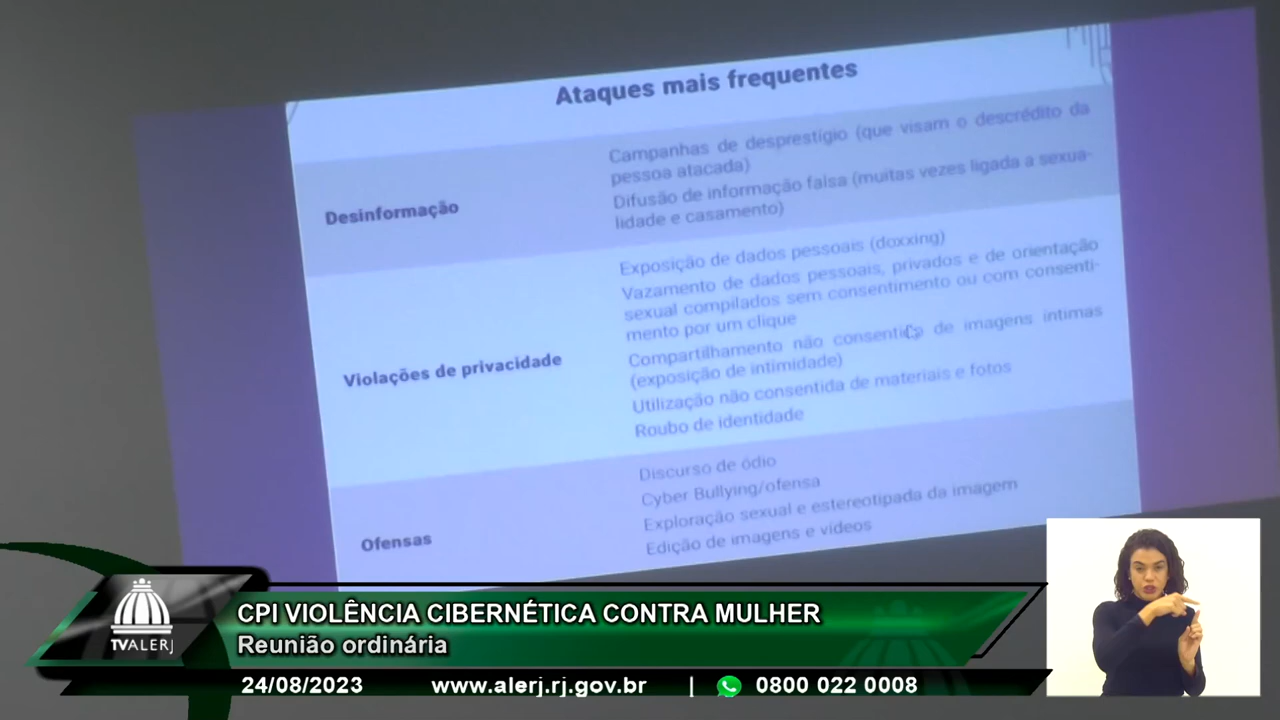 Ataques mais frequentes
Campanhas de desprestígio (que visam o descrédito da
pessoa atacada)
Difusão de informação falsa (muitas vezes ligada a sexua-
lidade e casamento)
Desinformação
Exposição de dados pessoais (doxxing)
Vazamento de dados pessoais, privados e de orientação
sexual compilados sem consentimento ou com consenti-
mento por um clique
Compartilhamento não consentido de imagens íntimas
(exposição de intimidade)
Utilização não consentida de materiais e fotos
Roubo de identidade
Violações de privacidade
Discurso de ódio
Cyber Bullying/ofensa
Exploração sexual e estereotipada da imagem
Edição de imagens e vídeos
Ofensas
CPI VIOLÊNCIA CIBERNÉTICA CONTRA MULHER
Reunião ordinária
TVALERJ
24/08/2023 www.alerj.rj.gov.br | 0800 022 0008